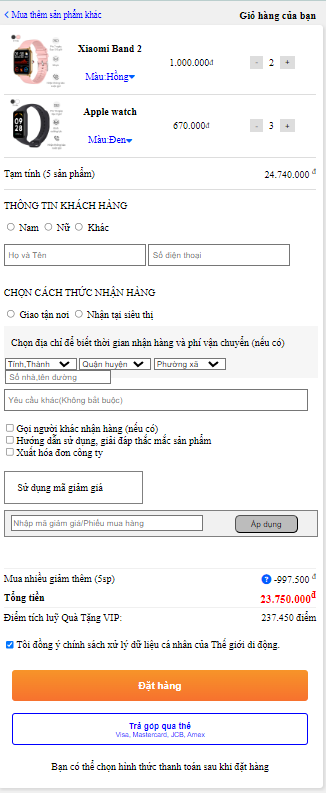 Mua thêm sản phẩm khác Giỏ hàng của bạn
Xiaomi Band 2
Màu:Hồng
1.000.000đ
- 2 +
Apple watch
Màu:Đen
670.000đ
- 3 +
Tạm tính (5 sản phẩm) 24.740.000 đ
THÔNG TIN KHÁCH HÀNG
Nam Nữ Khác
Họ và Tên Số điện thoại
CHỌN CÁCH THỨC NHẬN HÀNG
Giao tận nơi Nhận tại siêu thị
Chọn địa chỉ để biết thời gian nhận hàng và phí vận chuyển (nếu có)
Tỉnh,Thành Quận huyện Phường xã
Số nhà,tên đường
Yêu cầu khác(Không bắt buộc)
Gọi người khác nhận hàng (nếu có)
Hướng dẫn sử dụng, giải đáp thắc mắc sản phẩm
Xuất hóa đơn công ty
Sử dụng mã giảm giá
Nhập mã giảm giá/Phiếu mua hàng Áp dụng
Mua nhiều giảm thêm (5sp) ? -997.500 đ
Tổng tiền 23.750.000đ
Điểm tích luỹ Quà Tặng VIP: 237.450 điểm
Tôi đồng ý chính sách xử lý dữ liệu cá nhân của Thế giới di động.
Đặt hàng
Trả góp qua thẻ
Visa, Mastercard, JCB, Amex
Bạn có thể chọn hình thức thanh toán sau khi đặt hàng